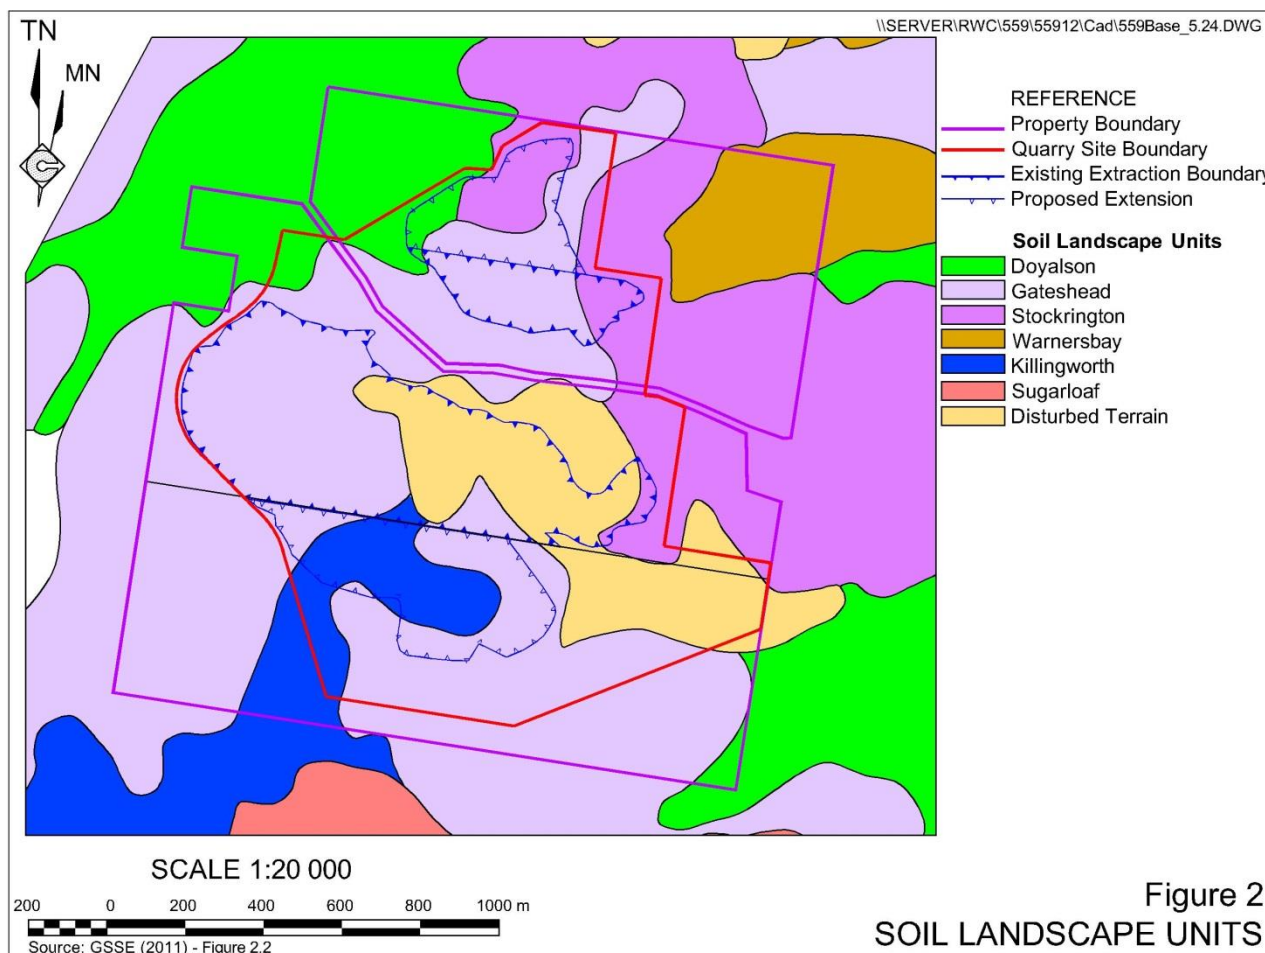 TN
MN
\\SERVER\RWC\559\55912\Cad\559Base_5.24.DWG
REFERENCE
Property Boundary
Quarry Site Boundary
Existing Extraction Boundary
Proposed Extension
Soil Landscape Units
Doyalson
Gateshead
Stockrington
Warnersbay
Killingworth
Sugarloaf
Disturbed Terrain
SCALE 1:20 000
200 0 200 400 600 800 1000 m
Source: GSSE (2011) - Figure 2.2
Figure 2
SOIL LANDSCAPE UNITS